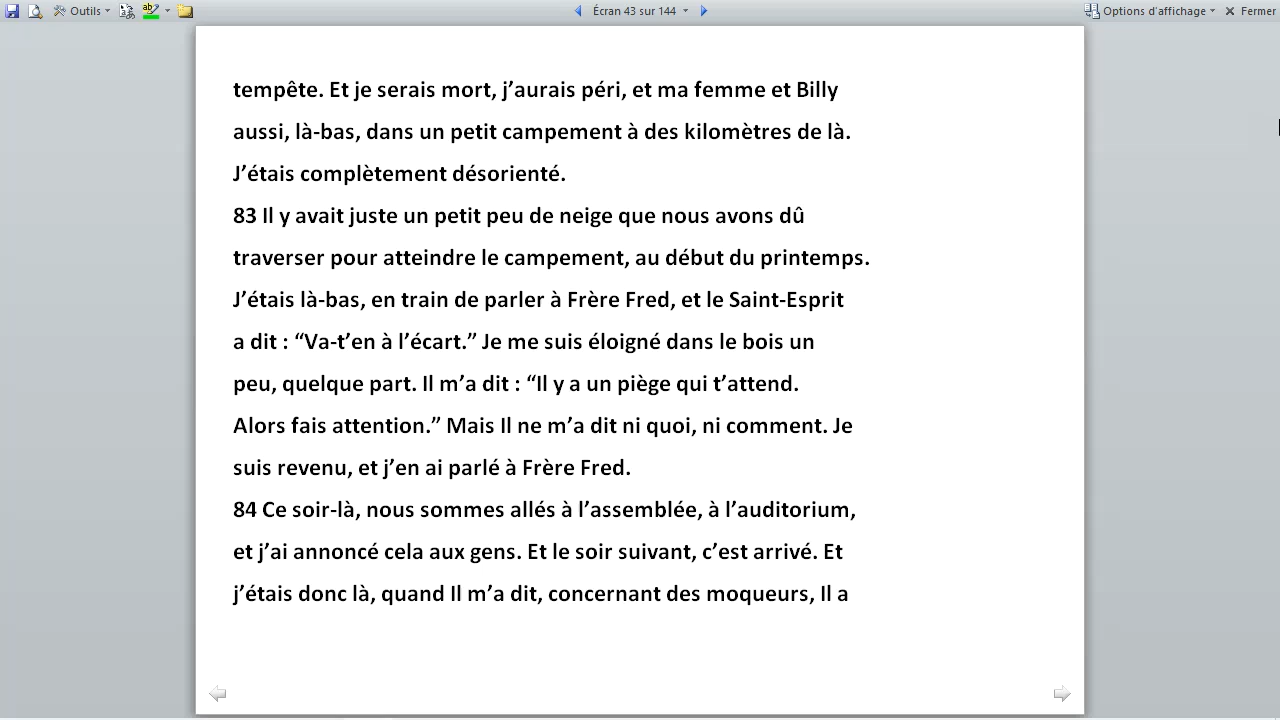 Outils
Écran 43 sur 144
Options d'affichage
Fermer
tempête. Et je serais mort, j’aurais péri, et ma femme et Billy
aussi, là-bas, dans un petit campement à des kilomètres de là.
J’étais complètement désorienté.
83 Il y avait juste un petit peu de neige que nous avons dû
traverser pour atteindre le campement, au début du printemps.
J’étais là-bas, en train de parler à Frère Fred, et le Saint-Esprit
a dit : “Va-t’en à l’écart.” Je me suis éloigné dans le bois un
peu, quelque part. Il m’a dit : “Il y a un piège qui t’attend.
Alors fais attention.” Mais Il ne m’a dit ni quoi, ni comment. Je
suis revenu, et j’en ai parlé à Frère Fred.
84 Ce soir-là, nous sommes allés à l’assemblée, à l’auditorium,
et j’ai annoncé cela aux gens. Et le soir suivant, c’est arrivé. Et
j’étais donc là, quand Il m’a dit, concernant des moqueurs, Il a